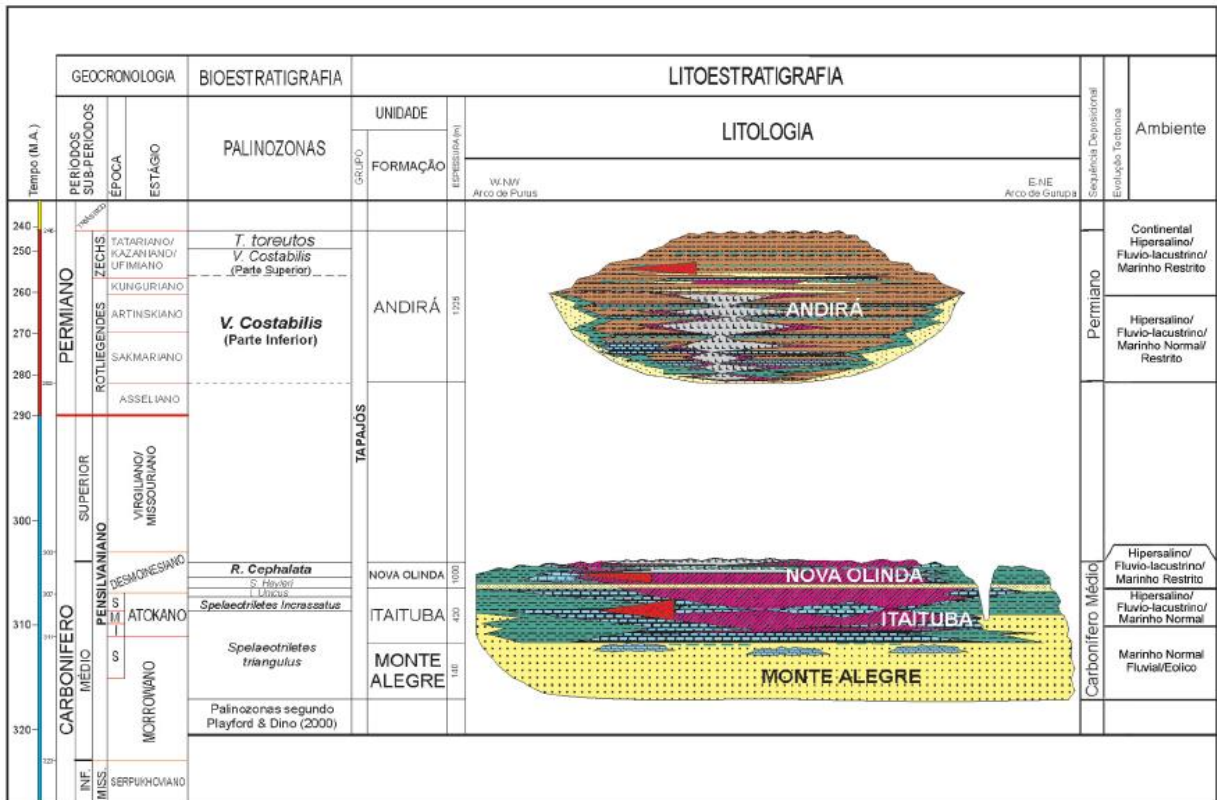 GEOCRONOLOGIA
BIOESTRATIGRAFIA
LITOESTRATIGRAFIA
Tempo (M.A.)
PERÍODOS
SUB-PERÍODOS
ÉPOCA
ESTÁGIO
PALINOZONAS
GRUPO
UNIDADE
FORMAÇÃO
ESPESSURA (m)
LITOLOGIA
W-NW
Arco de Purus
E-NE
Arco de Gurupa
Sequência Deposicional
Evolução Tectonica
Ambiente
240
250
260
270
280
290
300
310
320
PERMIANO
ZECHS.
ROTLIEGENDES
TATARIANO/
KAZANIANO/
UFIMIANO
KUNGURIANO
ARTINSKIANO
SAKMARIANO
ASSELIANO
CARBONÍFERO
SUPERIOR
MÉDIO
INF.
PENSILVANIANO
MISS.
VIRGILIANO/
MISSOURIANO
DESMOINESIANO
S
M
I
ATOKANO
S
MORROWANO
SERPUKHOVIANO
T. toreutos
V. Costabilis
(Parte Superior)
V. Costabilis
(Parte Inferior)
R. Cephalata
Unicus
Spelaeotriletes Incrassatus
Spelaeotriletes
triangulus
Palinozonas segundo
Playford & Dino (2000)
TAPAJÓS
ANDIRÁ
NOVA OLINDA
1000
ITAITUBA
420
MONTE
ALEGRE
140
ANDIRÁ
NOVA OLINDA
ITAITUBA
MONTE ALEGRE
Permiano
Carbonífero Médio
Continental
Hipersalino/
Fluvio-lacustrino/
Marinho Restrito
Hipersalino/
Fluvio-lacustrino/
Marinho Normal/
Restrito
Hipersalino/
Fluvio-lacustrino/
Marinho Restrito
Hipersalino/
Fluvio-lacustrino/
Marinho Normal
Marinho Normal
Fluvial/Eolico